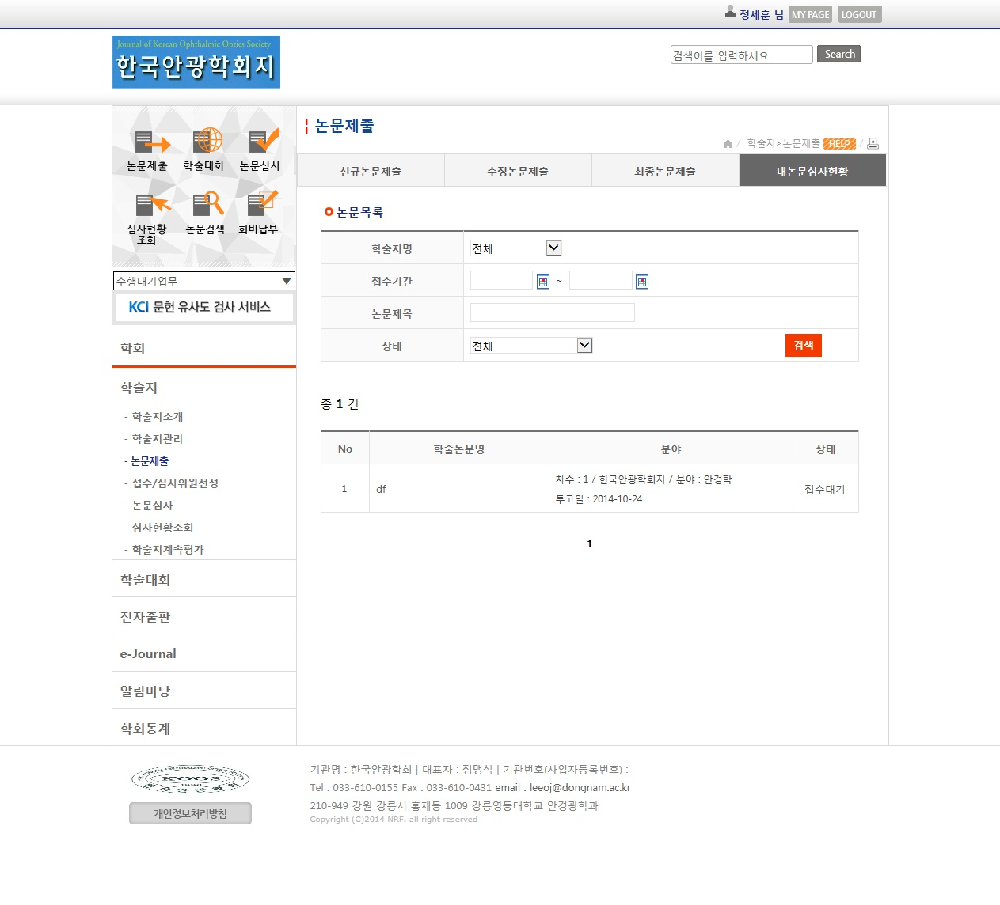 정세훈 님 MY PAGE LOGOUT
Journal of Korean Ophthalmic Optics Society
한국안광학회지
검색어를 입력하세요. Search
논문제출 학술대회 논문심사
심사현황조회 논문검색 회비납부
수행대기업무
KCI 문헌 유사도 검사 서비스
학회
학술지
- 학술지소개
- 학술지관리
- 논문제출
- 접수/심사위원선정
- 논문심사
- 심사현황조회
- 학술지계속평가
학술대회
전자출판
e-Journal
알림마당
학회통계
논문제출
/ 학술지>논문제출 HELP /
신규논문제출 수정논문제출 최종논문제출 내논문심사현황
논문목록
학술지명 전체
접수기간 ~
논문제목
상태 전체 검색
총 1 건
No 학술논문명 분야 상태
1 df 차수 : 1 / 한국안광학회지 / 분야 : 안경학 접수대기
투고일 : 2014-10-24
1
KOOS
1990
개인정보처리방침
기관명 : 한국안광학회 | 대표자 : 정맹식 | 기관번호(사업자등록번호) :
Tel : 033-610-0155 Fax : 033-610-0431 email : leeoj@dongnam.ac.kr
210-949 강원 강릉시 홍제동 1009 강릉영동대학교 안경광학과
Copyright (C)2014 NRF. all right reserved